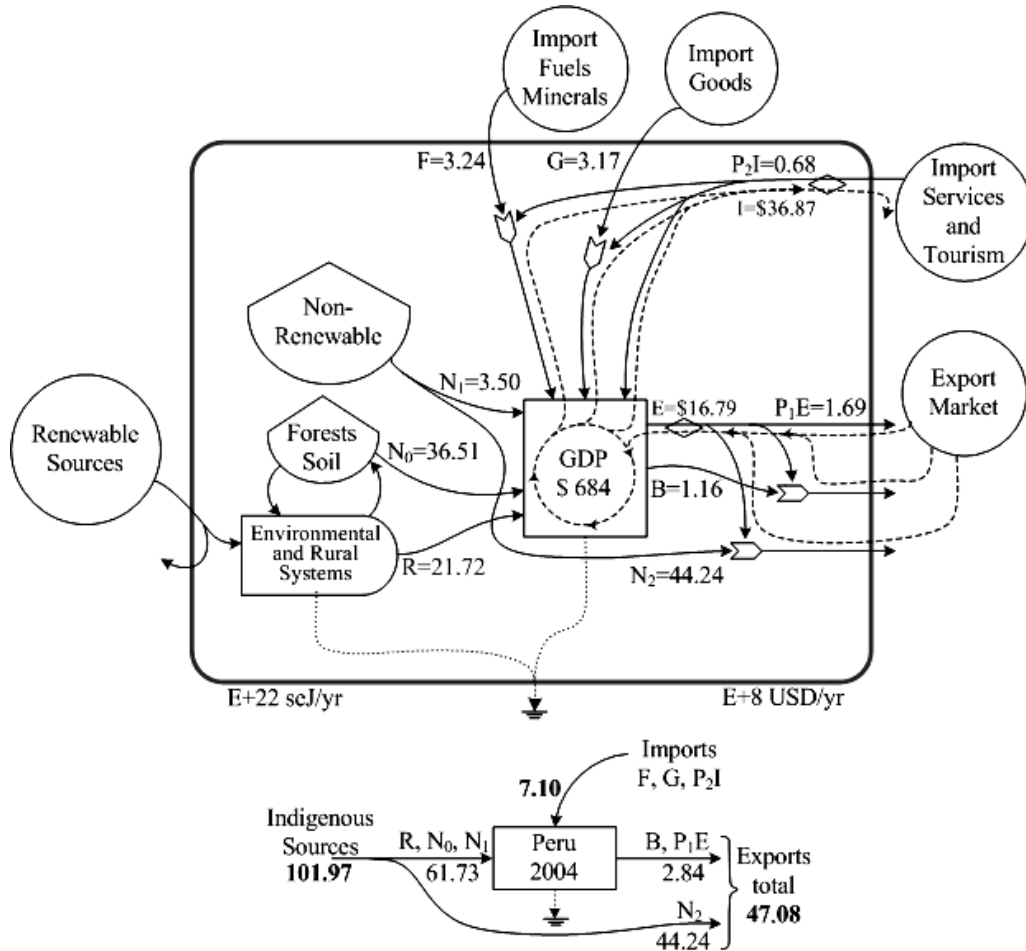 Import
Fuels
Minerals
Import
Goods
F=3.24
G=3.17
P₂I=0.68
I=$36.87
Import
Services
and
Tourism
Non-
Renewable
N₁=3.50
Renewable
Sources
Forests
Soil
N₀=36.51
Environmental
and Rural
Systems
R=21.72
GDP
$ 684
E=$16.79
P₁E=1.69
B=1.16
N₂=44.24
Export
Market
E+22 seJ/yr
E+8 USD/yr
Imports
F, G, P₂I
7.10
Indigenous
Sources
101.97
R, N₀, N₁
61.73
Peru
2004
B, P₁E
2.84
N₂
44.24
Exports
total
47.08